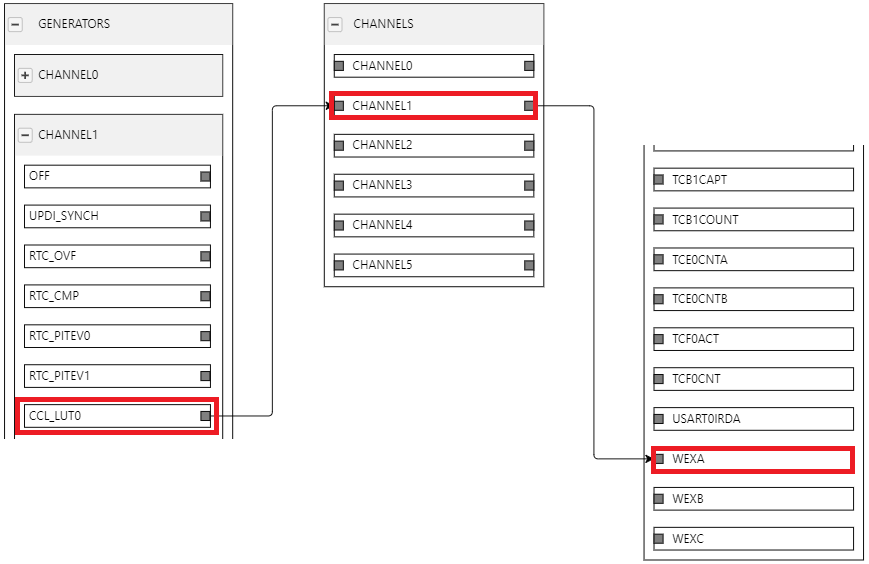 GENERATORS
CHANNEL0
CHANNEL1
OFF
UPDI_SYNCH
RTC_OVF
RTC_CMP
RTC_PITEV0
RTC_PITEV1
CCL_LUT0
CHANNELS
CHANNEL0
CHANNEL1
CHANNEL2
CHANNEL3
CHANNEL4
CHANNEL5
TCB1CAPT
TCB1COUNT
TCE0CNTA
TCE0CNTB
TCF0ACT
TCF0CNT
USART0IRDA
WEXA
WEXB
WEXC